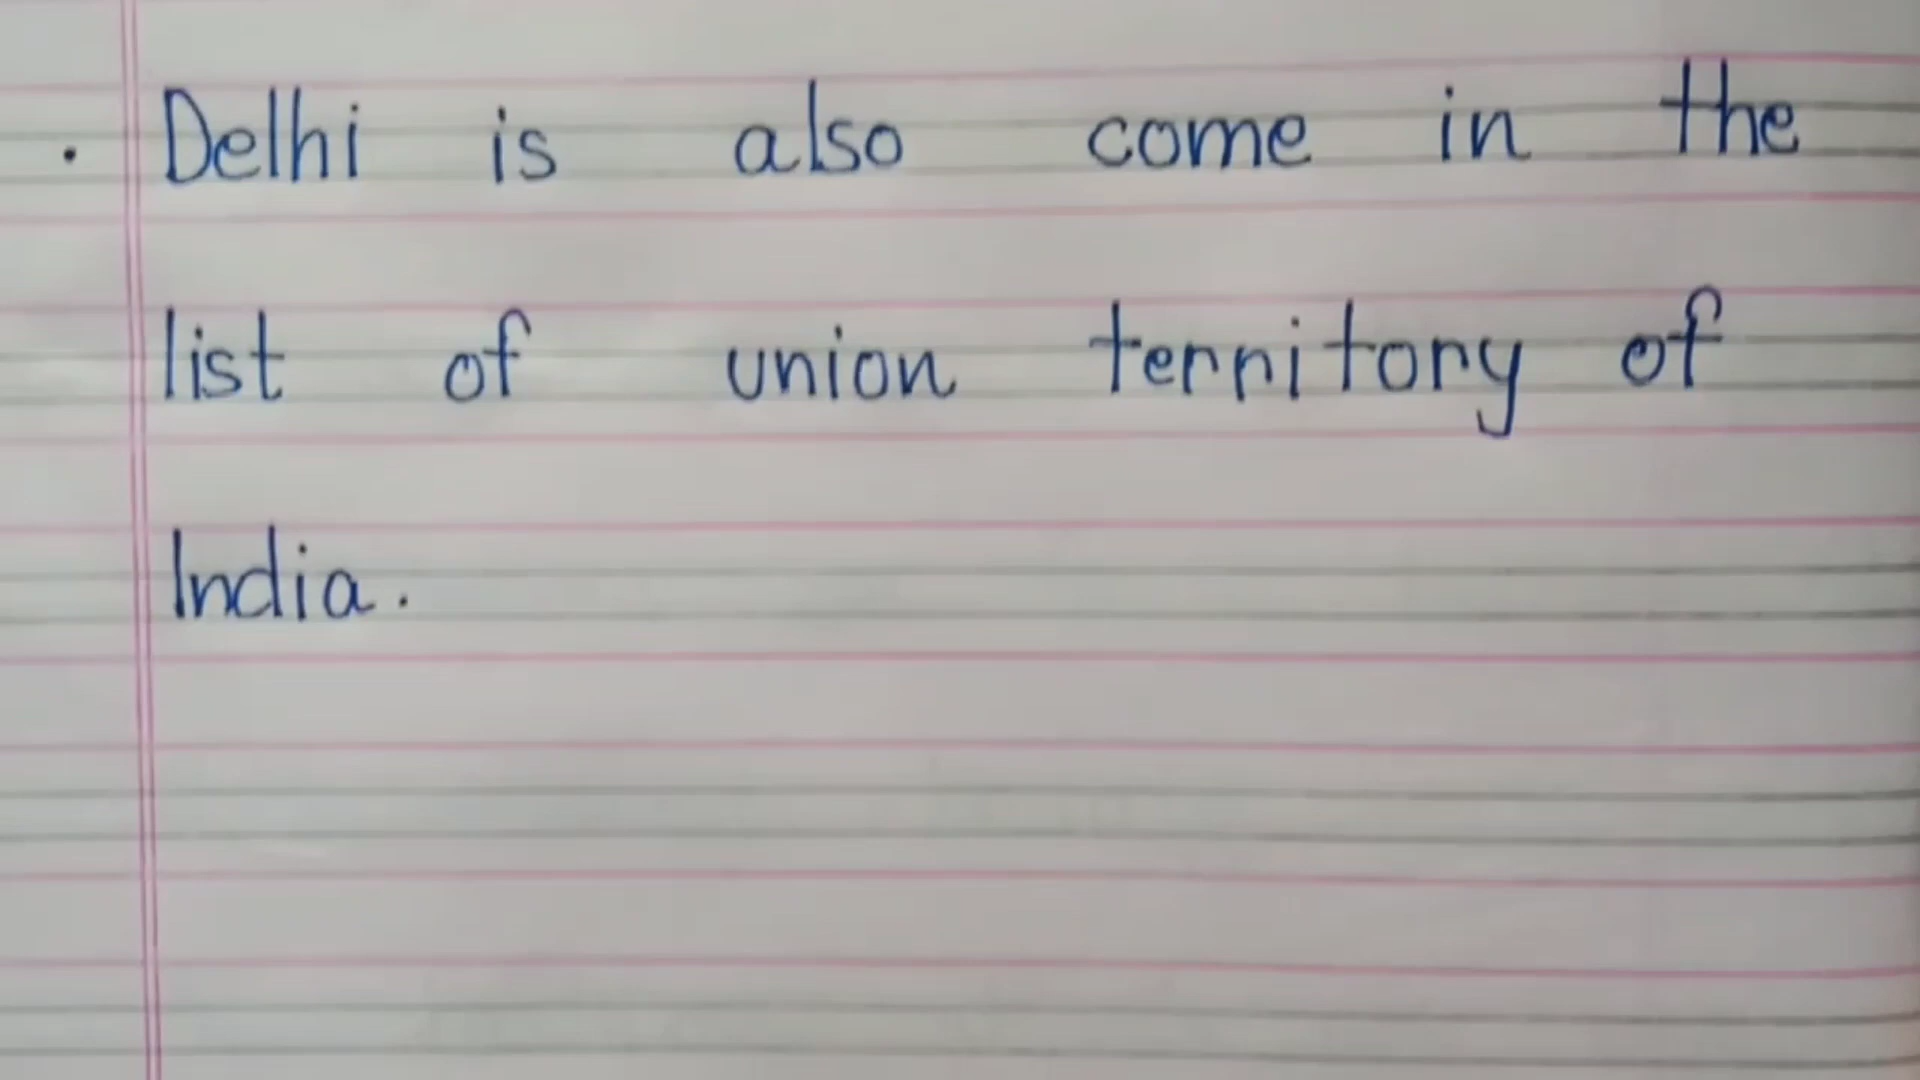 . Delhi is also come in the
list of union territory of
India.